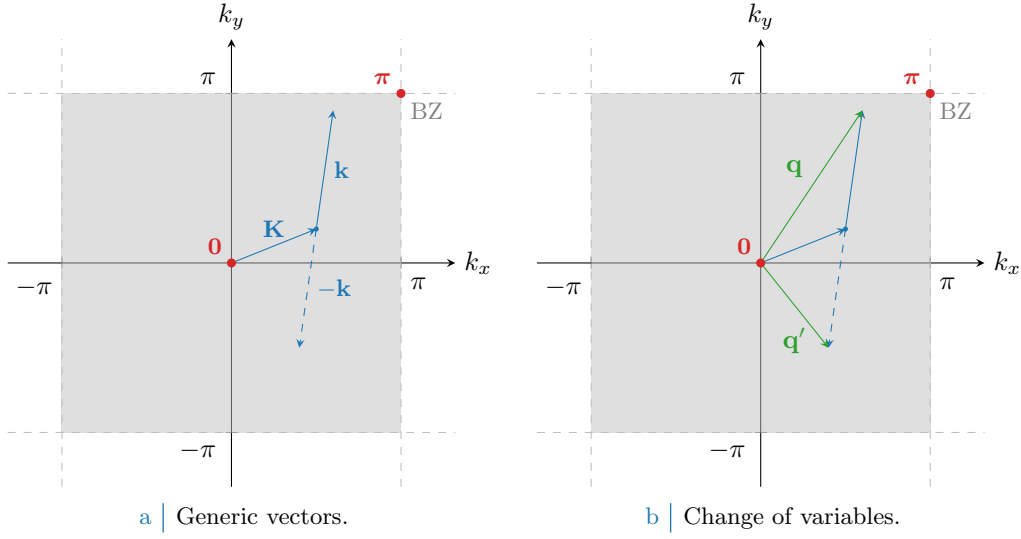 k_y
π
π
BZ
k
K
0
−k
k_x
−π
π
−π
a | Generic vectors.
k_y
π
π
BZ
q
0
k_x
−π
π
q′
−π
b | Change of variables.